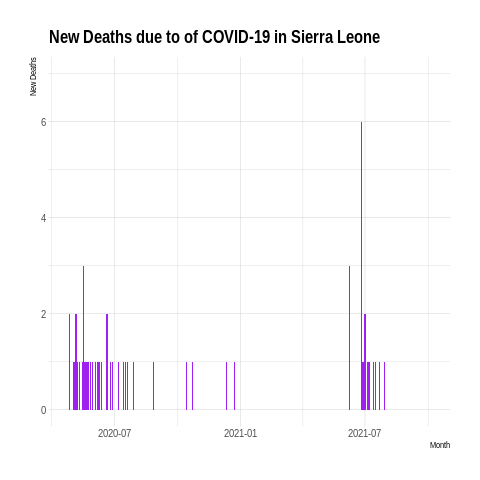 New Deaths due to of COVID-19 in Sierra Leone
New Deaths
6
4
2
0
2020-07 2021-01 2021-07
Month